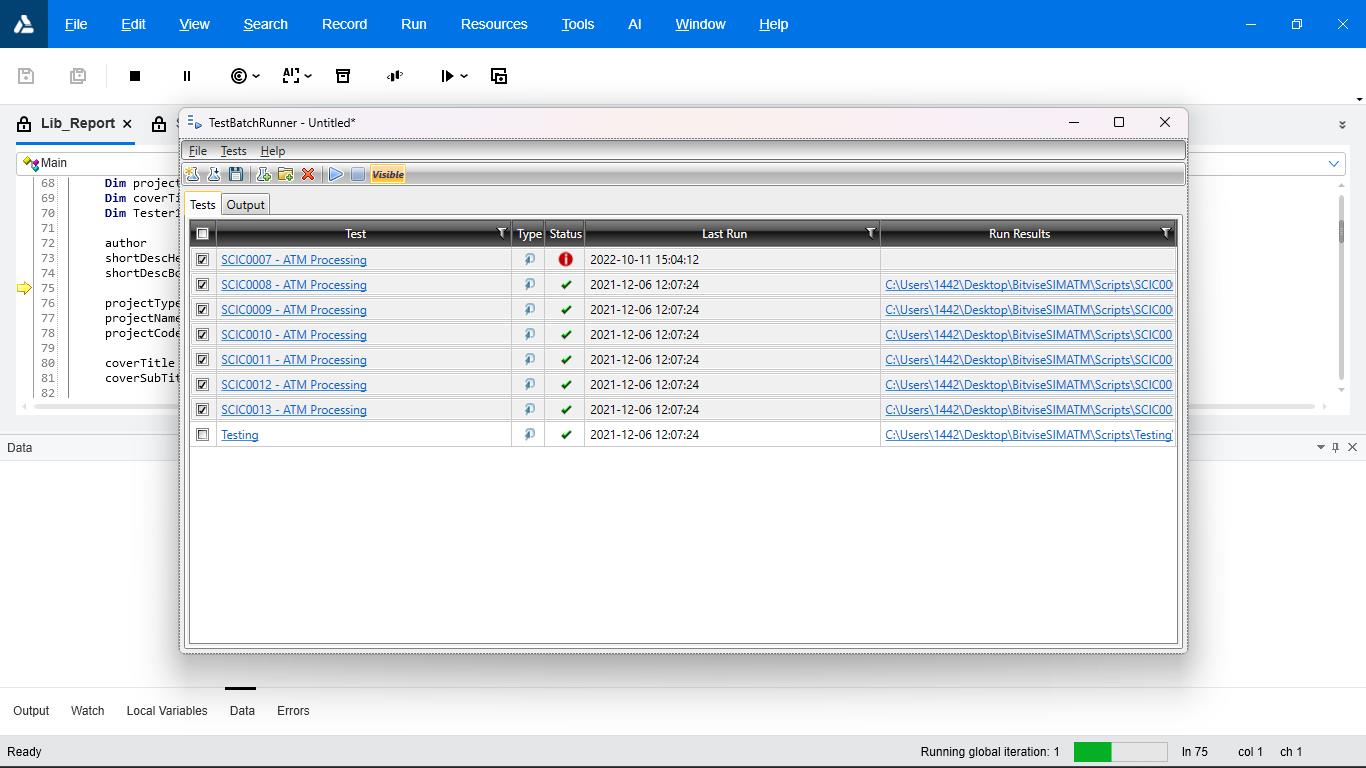 File Edit View Search Record Run Resources Tools AI Window Help
AI
Lib_Report
TestBatchRunner - Untitled*
File Tests Help
Visible
Tests Output
Main
Test Type Status Last Run Run Results
SCIC0007 - ATM Processing 2022-10-11 15:04:12
SCIC0008 - ATM Processing 2021-12-06 12:07:24 C:\Users\1442\Desktop\BitviseSIMATM\Scripts\SCIC00
SCIC0009 - ATM Processing 2021-12-06 12:07:24 C:\Users\1442\Desktop\BitviseSIMATM\Scripts\SCIC00
SCIC0010 - ATM Processing 2021-12-06 12:07:24 C:\Users\1442\Desktop\BitviseSIMATM\Scripts\SCIC00
SCIC0011 - ATM Processing 2021-12-06 12:07:24 C:\Users\1442\Desktop\BitviseSIMATM\Scripts\SCIC00
SCIC0012 - ATM Processing 2021-12-06 12:07:24 C:\Users\1442\Desktop\BitviseSIMATM\Scripts\SCIC00
SCIC0013 - ATM Processing 2021-12-06 12:07:24 C:\Users\1442\Desktop\BitviseSIMATM\Scripts\SCIC00
Testing 2021-12-06 12:07:24 C:\Users\1442\Desktop\BitviseSIMATM\Scripts\Testing
68 Dim project
69 Dim coverTi
70 Dim Tester
71
72 author
73 shortDescHe
74 shortDescBo
75
76 projectType
77 projectName
78 projectCode
79
80 coverTitle
81 coverSubTit
82
Data
Output Watch Local Variables Data Errors
Ready Running global iteration: 1 ln 75 col 1 ch 1